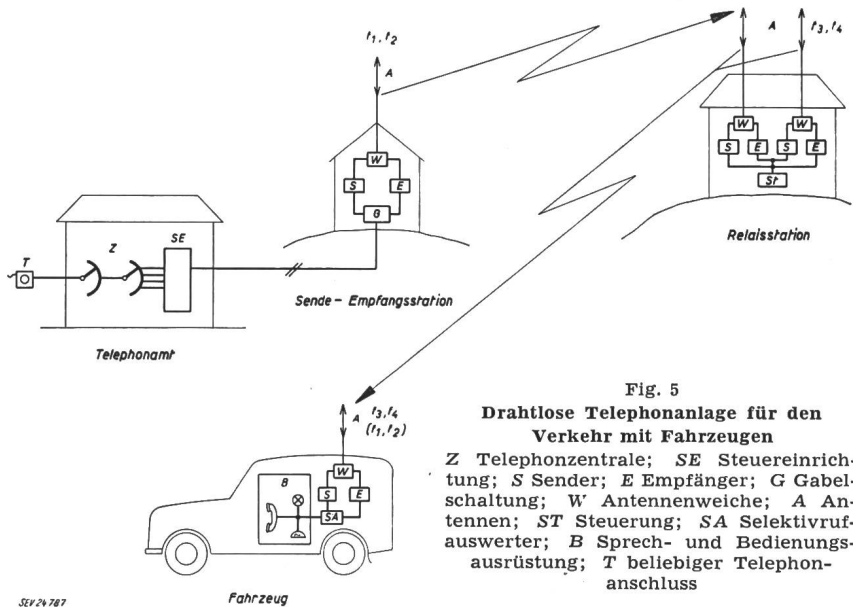 f₁, f₂
A
A
f₃, f₄
W
S
E
G
W
W
S
E
S
E
St
Relaisstation
T
Z
SE
Sende - Empfangsstation
Telephonamt
A
f₃, f₄
(f₁, f₂)
W
S
E
B
SA
Fahrzeug
SEV 24787
Fig. 5
Drahtlose Telephonanlage für den
Verkehr mit Fahrzeugen
Z Telephonzentrale; SE Steuereinrich-
tung; S Sender; E Empfänger; G Gabel-
schaltung; W Antennenweiche; A An-
tennen; ST Steuerung; SA Selektivruf-
auswerter; B Sprech- und Bedienungs-
ausrüstung; T beliebiger Telephon-
anschluss